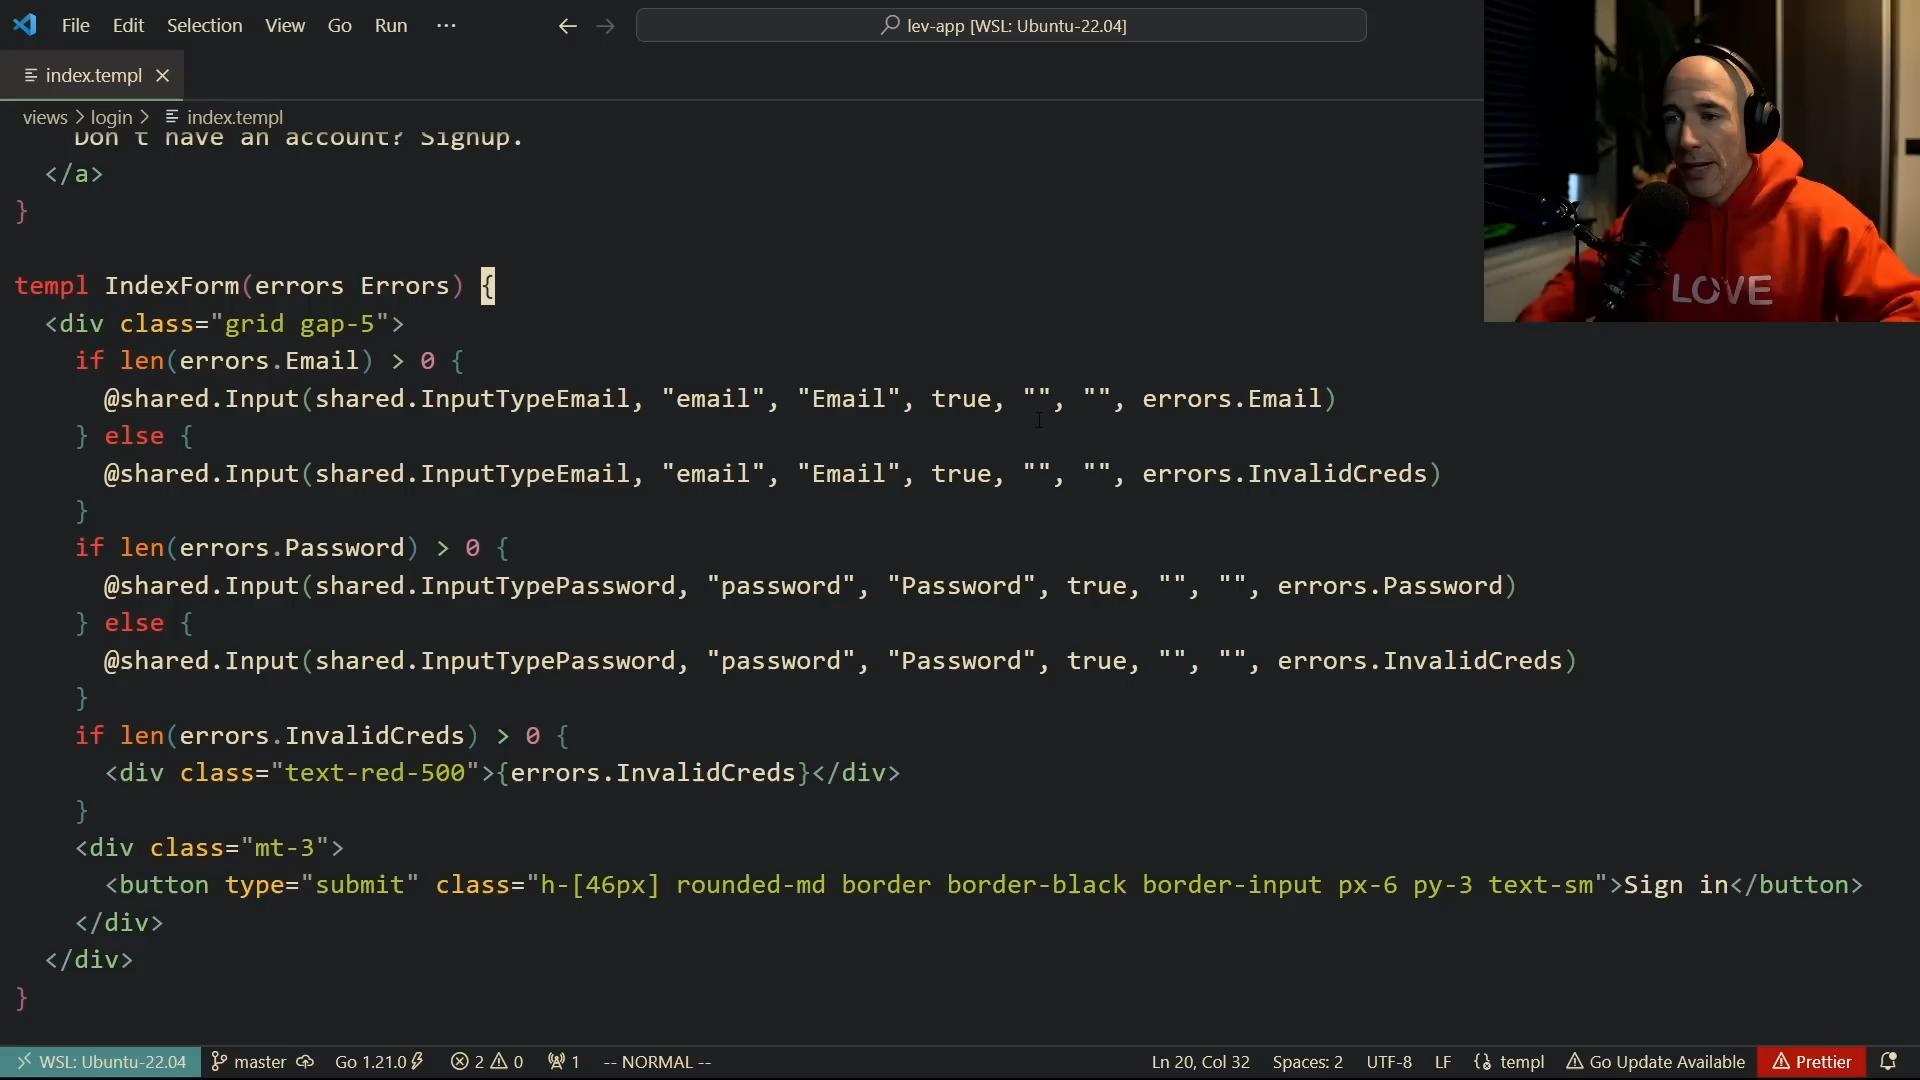 File Edit Selection View Go Run ··· lev-app [WSL: Ubuntu-22.04]
index.templ
views > login > index.templ
Don't have an account? Signup.
</a>
}
templ IndexForm(errors Errors) {
<div class="grid gap-5">
if len(errors.Email) > 0 {
@shared.Input(shared.InputTypeEmail, "email", "Email", true, "", "", errors.Email)
} else {
@shared.Input(shared.InputTypeEmail, "email", "Email", true, "", "", errors.InvalidCreds)
}
if len(errors.Password) > 0 {
@shared.Input(shared.InputTypePassword, "password", "Password", true, "", "", errors.Password)
} else {
@shared.Input(shared.InputTypePassword, "password", "Password", true, "", "", errors.InvalidCreds)
}
if len(errors.InvalidCreds) > 0 {
<div class="text-red-500">{errors.InvalidCreds}</div>
}
<div class="mt-3">
<button type="submit" class="h-[46px] rounded-md border border-black border-input px-6 py-3 text-sm">Sign in</button>
</div>
</div>
}
WSL: Ubuntu-22.04 master Go 1.21.0 2 0 1 -- NORMAL -- Ln 20, Col 32 Spaces: 2 UTF-8 LF templ Go Update Available Prettier
LOVE